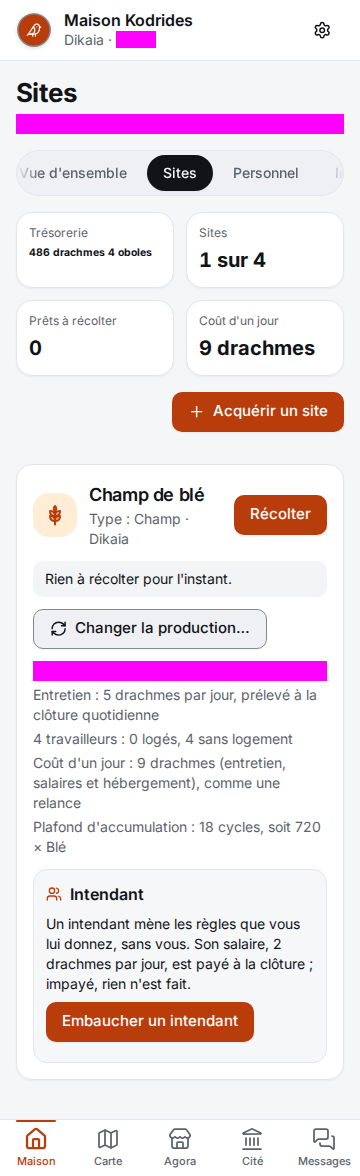 Maison Kodrides
Dikaia ·
Sites
Vue d'ensemble
Sites
Personnel
Trésorerie
486 drachmes 4 oboles
Sites
1 sur 4
Prêts à récolter
0
Coût d'un jour
9 drachmes
Acquérir un site
Champ de blé
Type : Champ ·
Dikaia
Récolter
Rien à récolter pour l'instant.
Changer la production...
Entretien : 5 drachmes par jour, prélevé à la
clôture quotidienne
4 travailleurs : 0 logés, 4 sans logement
Coût d'un jour : 9 drachmes (entretien,
salaires et hébergement), comme une
relance
Plafond d'accumulation : 18 cycles, soit 720
× Blé
Intendant
Un intendant mène les règles que vous
lui donnez, sans vous. Son salaire, 2
drachmes par jour, est payé à la clôture ;
impayé, rien n'est fait.
Embaucher un intendant
Maison
Carte
Agora
Cité
Messages